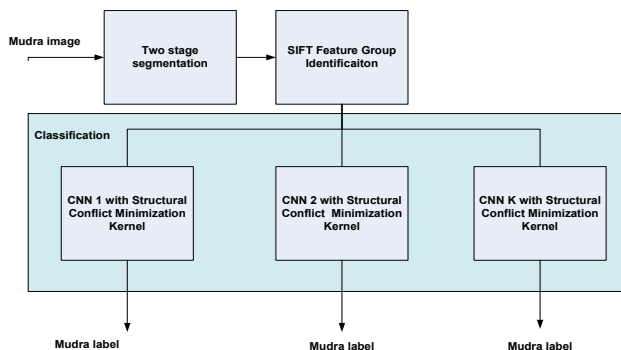 Mudra image
Two stage
segmentation
SIFT Feature Group
Identificaiton
Classification
CNN 1 with Structural
Conflict Minimization
Kernel
CNN 2 with Structural
Conflict Minimization
Kernel
CNN K with Structural
Conflict Minimization
Kernel
Mudra label
Mudra label
Mudra label